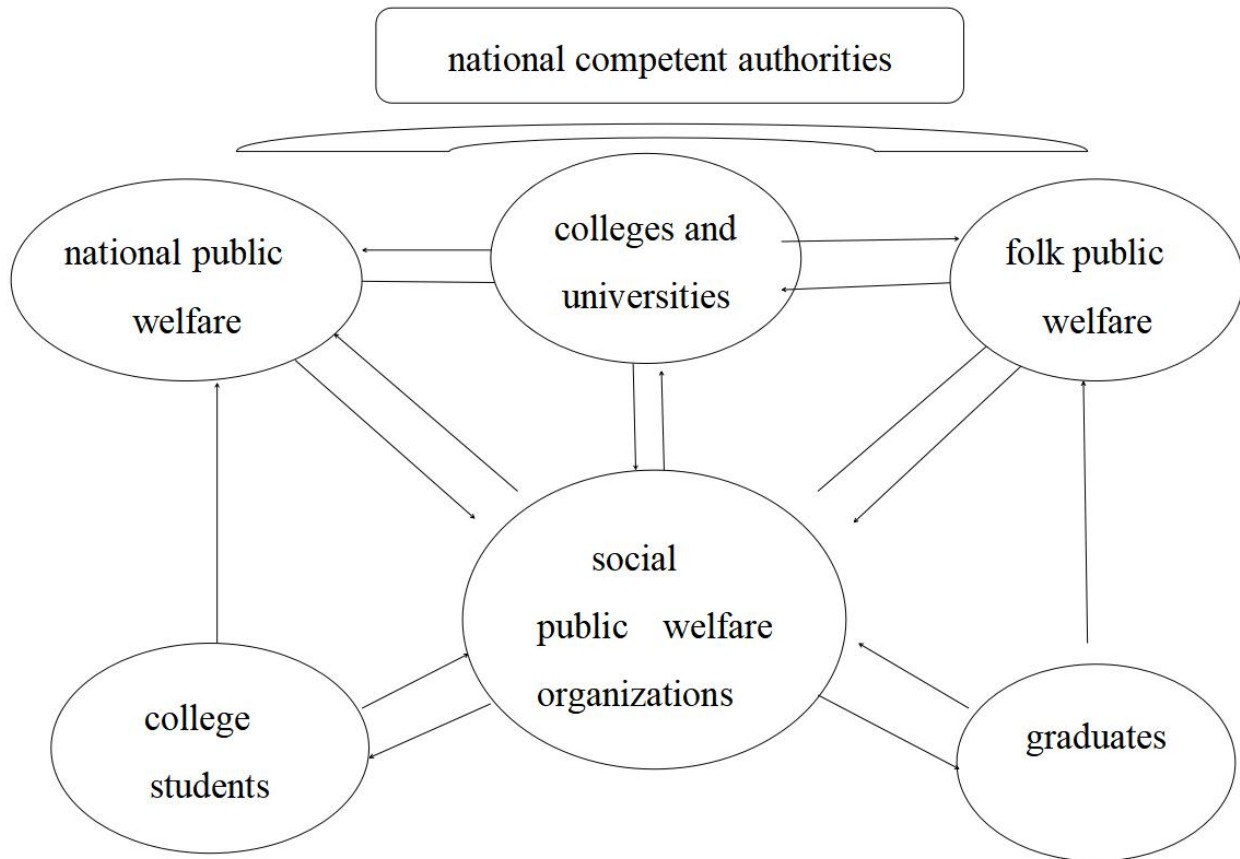 national competent authorities
national public
welfare
colleges and
universities
folk public
welfare
social
public welfare
organizations
college
students
graduates